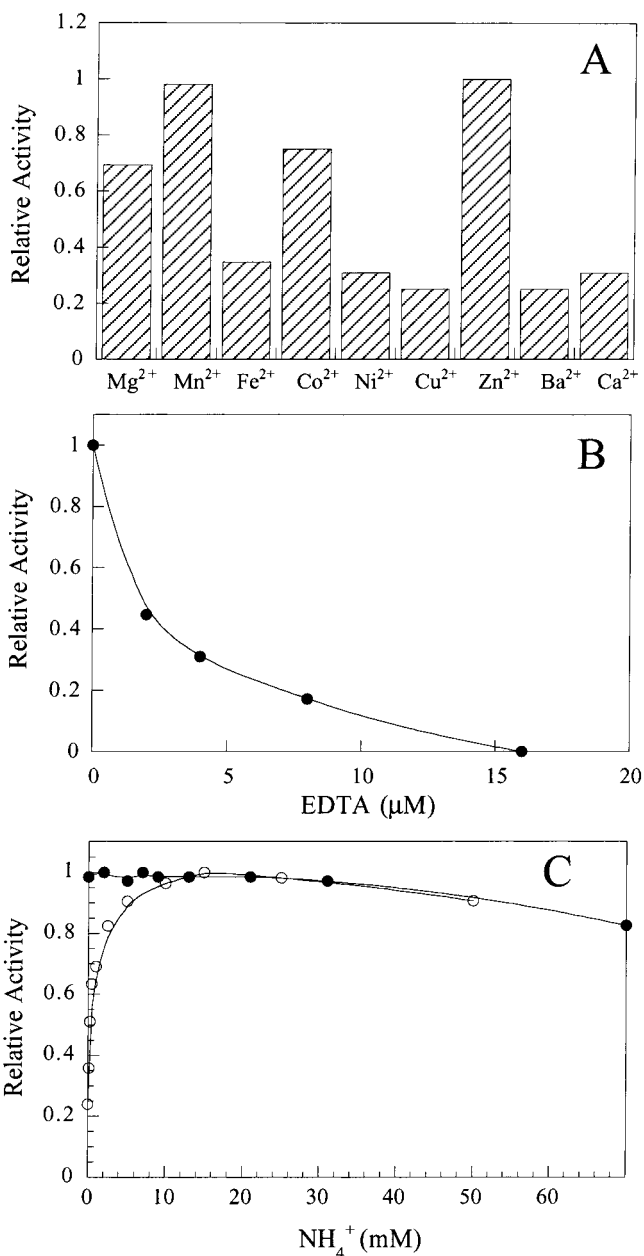 A
1.2
1
0.8
0.6
0.4
0.2
0
Relative Activity
Mg²⁺ Mn²⁺ Fe²⁺ Co²⁺ Ni²⁺ Cu²⁺ Zn²⁺ Ba²⁺ Ca²⁺
B
1
0.8
0.6
0.4
0.2
0
Relative Activity
0 5 10 15 20
EDTA (μM)
C
1
0.8
0.6
0.4
0.2
0
Relative Activity
0 10 20 30 40 50 60
NH₄⁺ (mM)